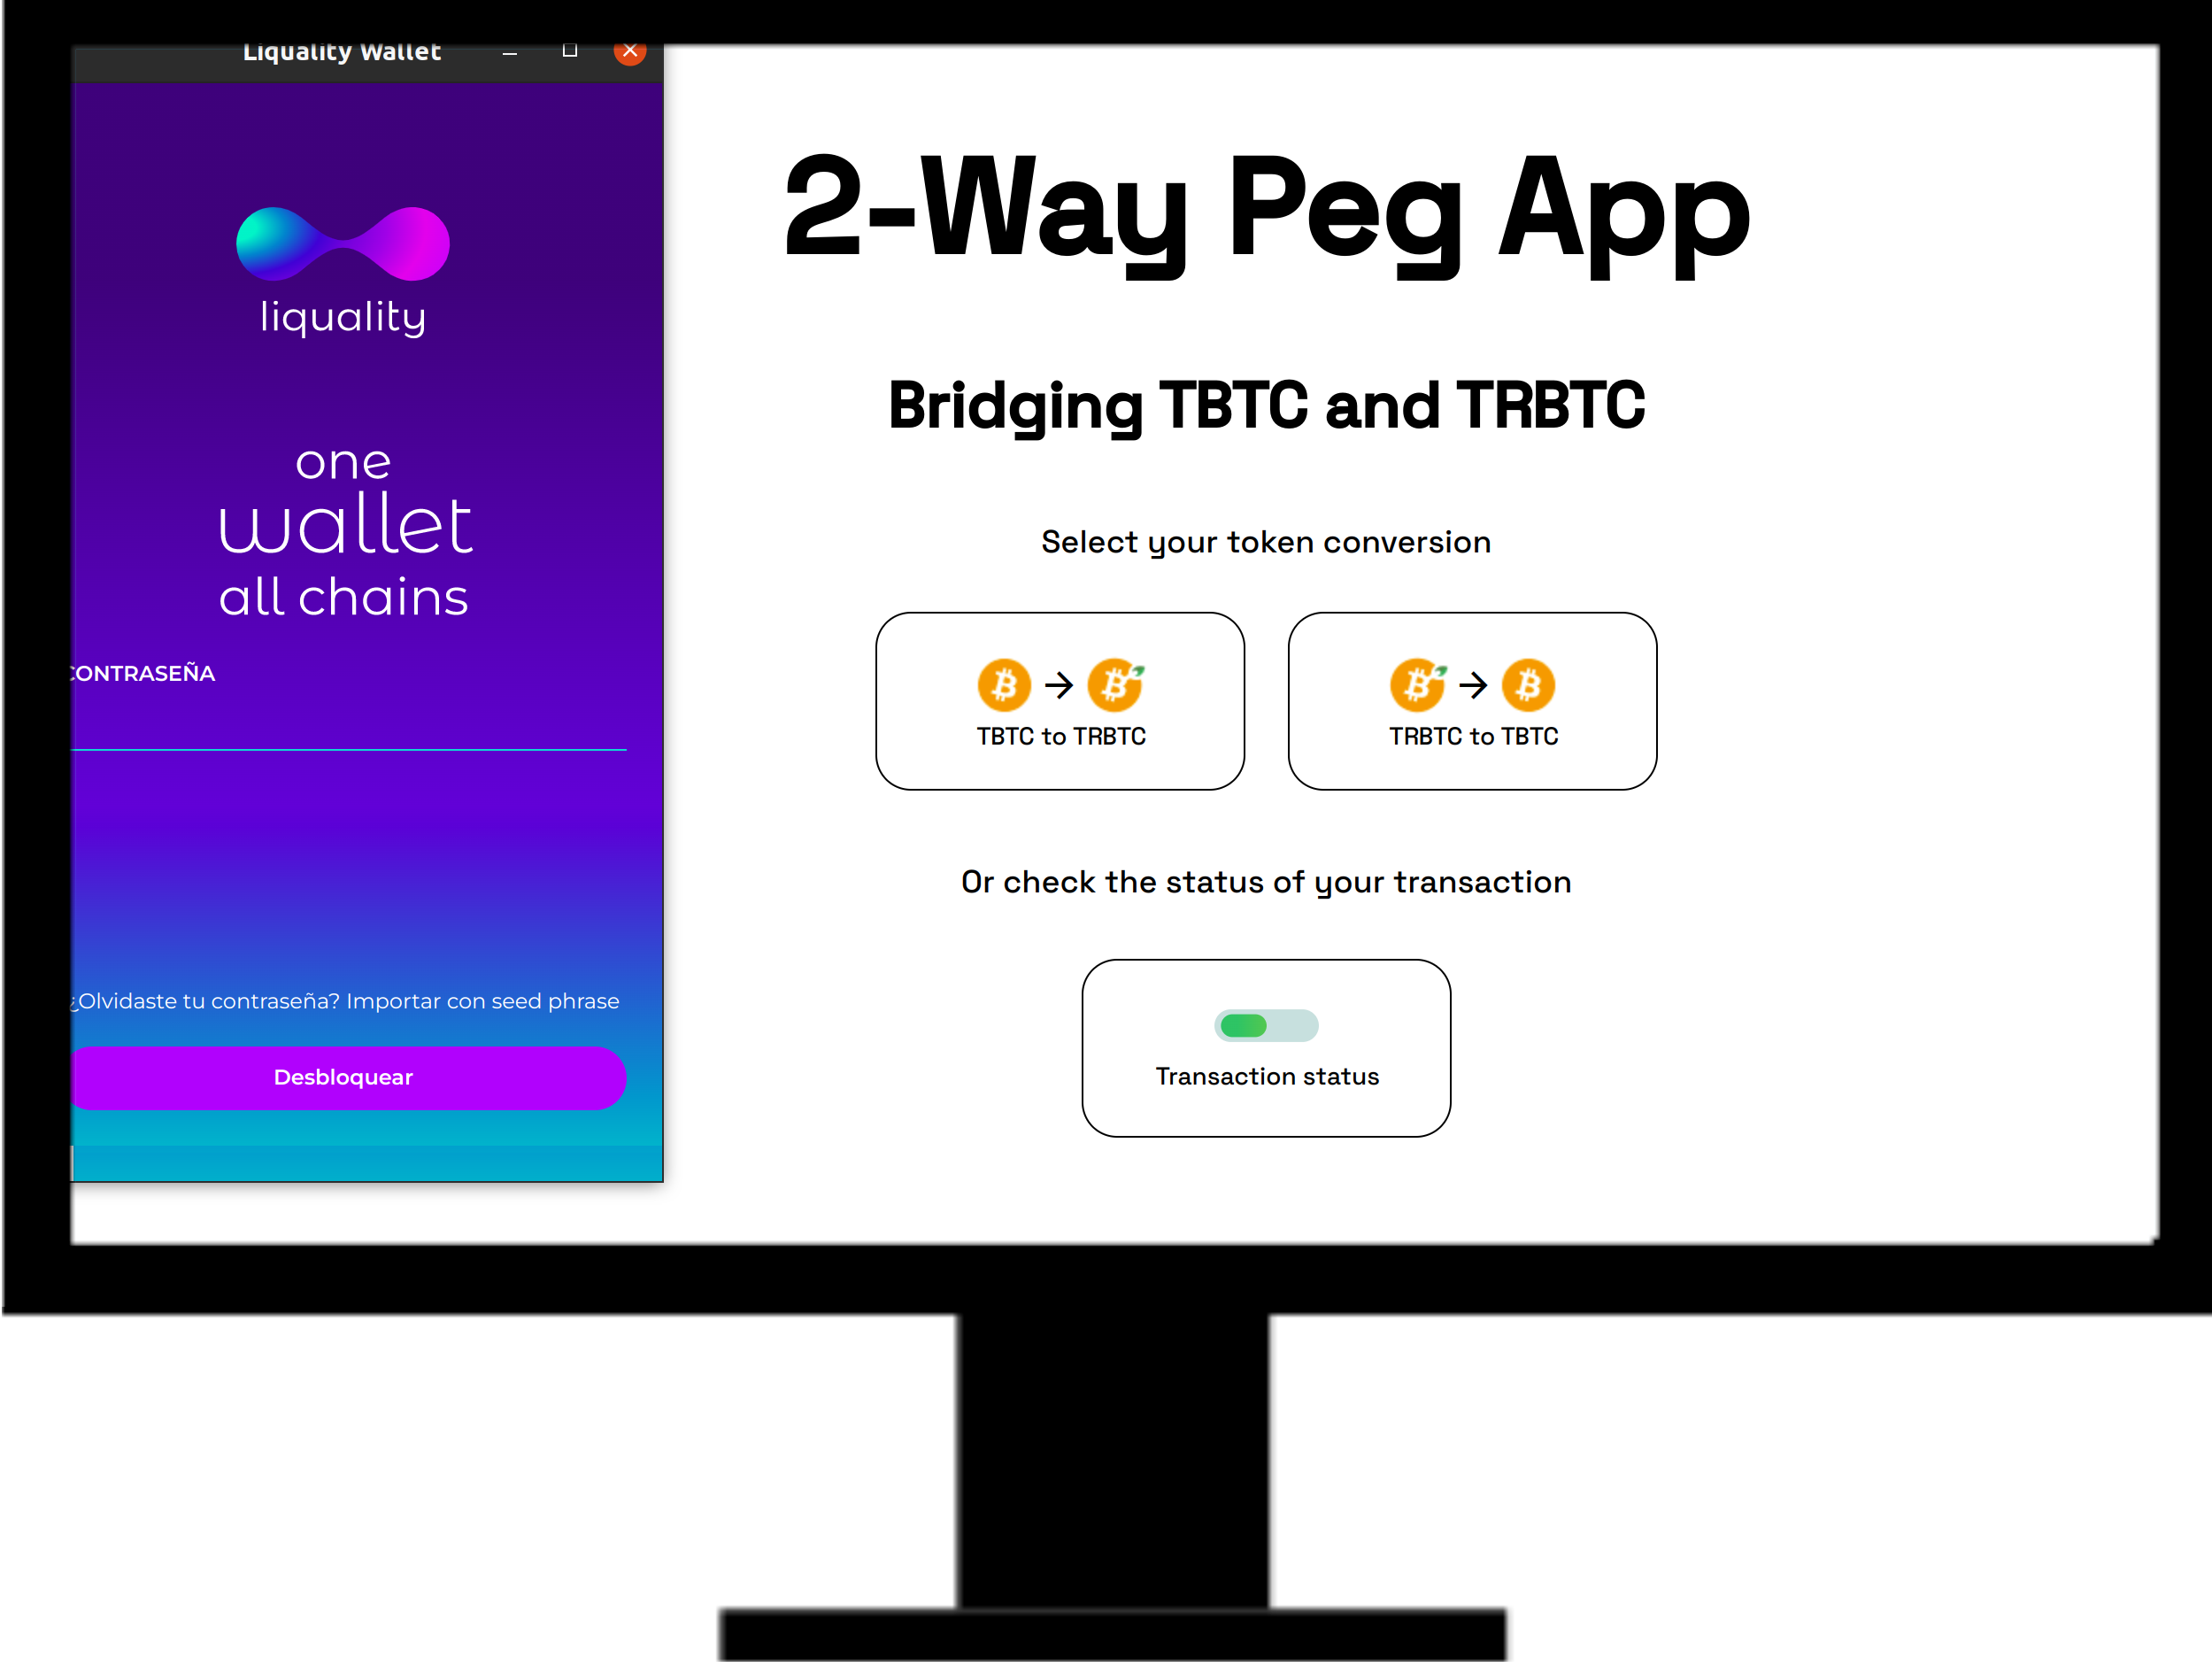 Liquality Wallet
liquality
one
wallet
all chains
CONTRASEÑA
¿Olvidaste tu contraseña? Importar con seed phrase
Desbloquear
2-Way Peg App
Bridging TBTC and TRBTC
Select your token conversion
TBTC to TRBTC
TRBTC to TBTC
Or check the status of your transaction
Transaction status